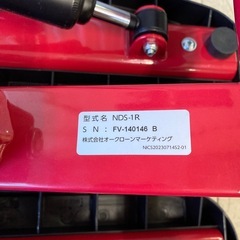 型式名 NDS-1R
SN: FV-140146 B
株式会社オークローンマーケティング
NICS2023071452-01